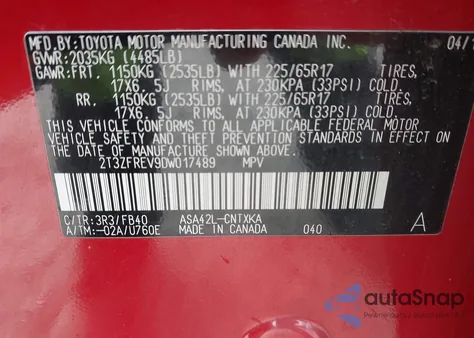 MFD.BY:TOYOTA MOTOR MANUFACTURING CANADA INC. 04/1
GVWR:2035KG (4485LB)
GAWR:FRT. 1150KG (2535LB) WITH 225/65R17 TIRES,
17X6.5J RIMS, AT 230KPA (33PSI) COLD
RR. 1150KG (2535LB) WITH 225/65R17 TIRES,
17X6.5J RIMS, AT 230KPA (33PSI) COLD
THIS VEHICLE CONFORMS TO ALL APPLICABLE FEDERAL MOTOR
VEHICLE SAFETY AND THEFT PREVENTION STANDARDS IN EFFECT
ON THE DATE OF MANUFACTURE SHOWN ABOVE.
2T3ZFREV9DW017489 MPV
C/TR:3R3/FB40 ASA42L-CNTXKA
A/TM:-02A/U760E MADE IN CANADA 040 A
autoSnap